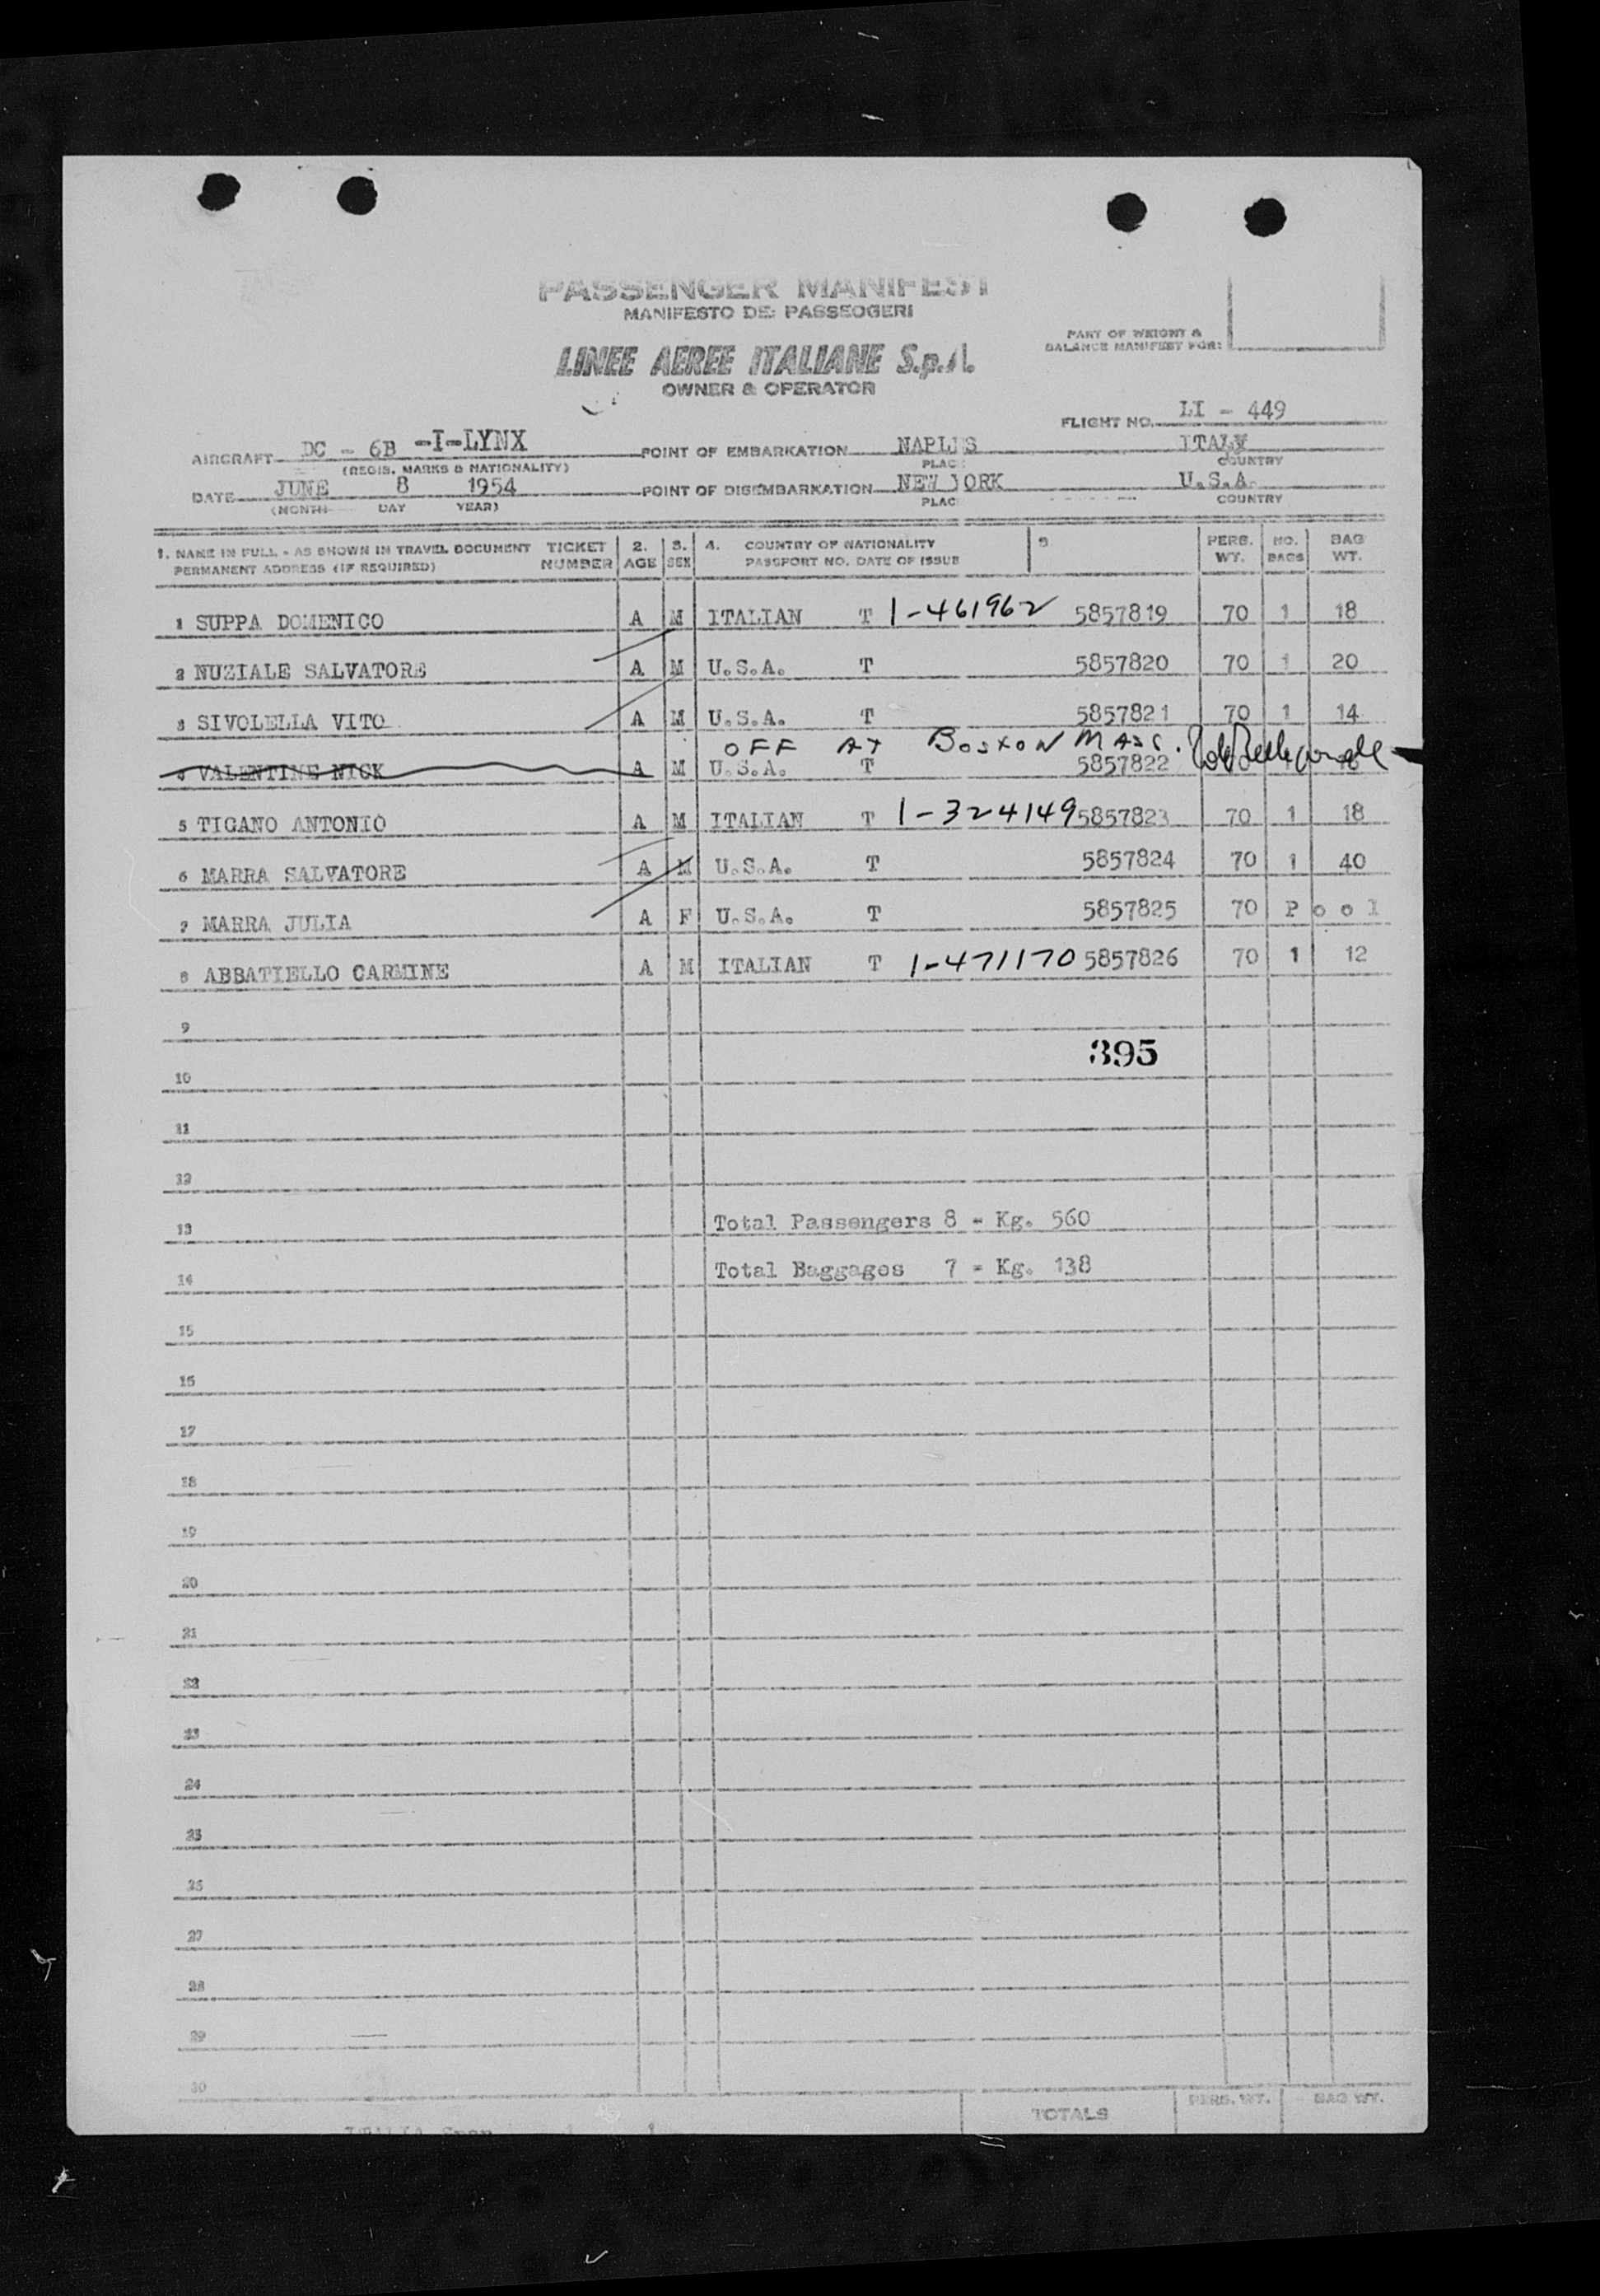 PASSENGER MANIFEST
MANIFESTO DEI PASSEOGERI
PART OF WEIGHT &
BALANCE MANIFEST FOR:
LINEE AEREE ITALIANE S.p.A.
OWNER & OPERATOR
FLIGHT NO. LI - 449
AIRCRAFT DC - 6B -I-LYNX POINT OF EMBARKATION NAPLES ITALY
(REGIS. MARKS & NATIONALITY) PLACE COUNTRY
DATE JUNE 8 1954 POINT OF DISEMBARKATION NEW YORK U.S.A.
(MONTH DAY YEAR) PLACE COUNTRY
1. NAME IN FULL - AS SHOWN IN TRAVEL DOCUMENT TICKET 2. 3. 4. COUNTRY OF NATIONALITY 5 PERS. NO. BAG
PERMANENT ADDRESS (IF REQUIRED) NUMBER AGE SEX PASSPORT NO. DATE OF ISSUE WT. BAGS WT.
1 SUPPA DOMENICO A M ITALIAN T 1-461962 5857819 70 1 18
2 NUZIALE SALVATORE A M U.S.A. T 5857820 70 1 20
3 SIVOLELLA VITO A M U.S.A. T 5857821 70 1 14
OFF AT BOSTON MASS.
4 VALENTINE NICK A M U.S.A. T 5857822
5 TIGANO ANTONIO A M ITALIAN T 1-324149 5857823 70 1 18
6 MARRA SALVATORE A M U.S.A. T 5857824 70 1 40
7 MARRA JULIA A F U.S.A. T 5857825 70 Pool
8 ABBATIELLO CARMINE A M ITALIAN T 1-471170 5857826 70 1 12
9
395
10
11
12
13 Total Passengers 8 - Kg. 560
14 Total Baggages 7 - Kg. 138
15
16
17
18
19
20
21
22
23
24
25
26
27
28
29
30
TOTALS PERS. WT. BAG WT.